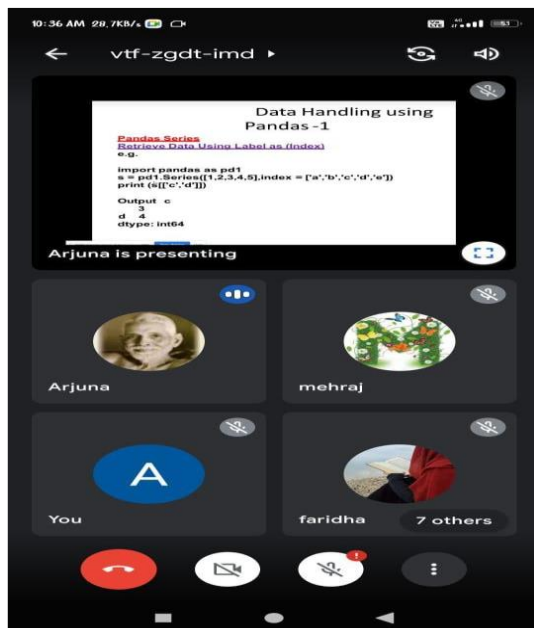 10:36 AM 29,7KB/s
vtf-zgdt-imd
Data Handling using
Pandas -1
Pandas Series
Retrieve Data Using Label as (Index)
e.g.
import pandas as pd1
s = pd1.Series([1,2,3,4,5],index = ['a','b','c','d','e'])
print (s[['c','d']])
Output c
3
d 4
dtype: int64
Arjuna is presenting
Arjuna
mehraj
A
You
faridha
7 others